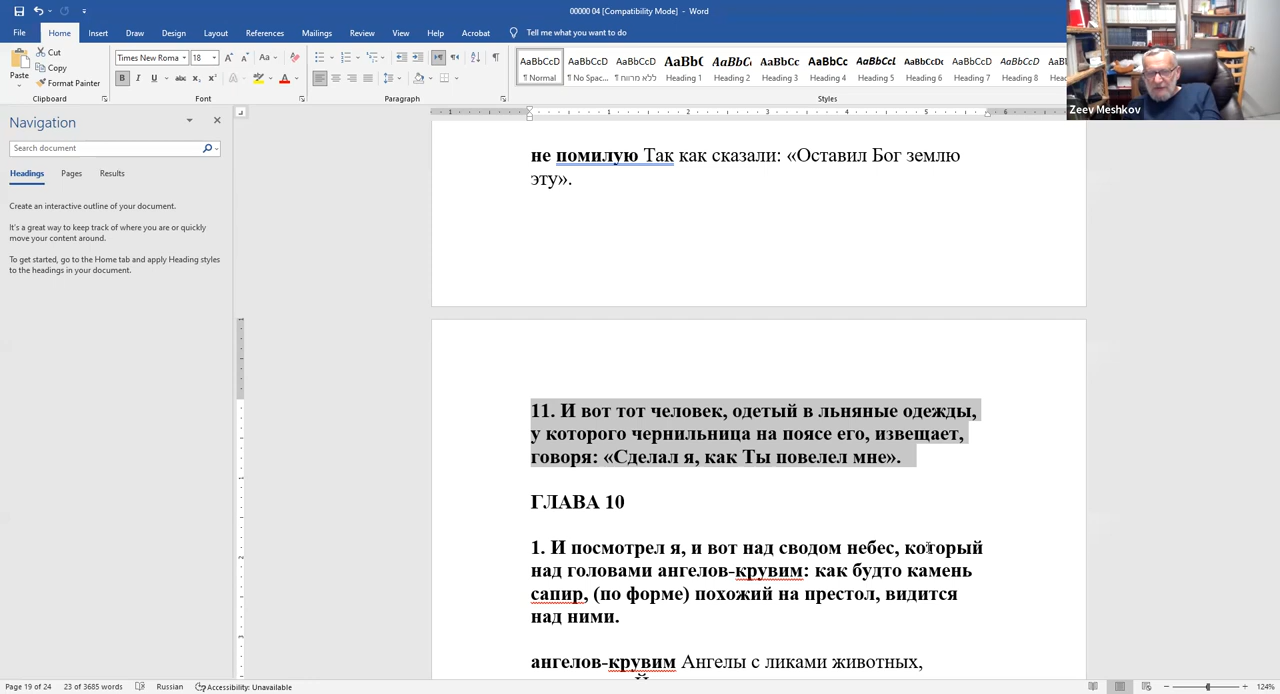 00000 04 [Compatibility Mode] - Word
File Home Insert Draw Design Layout References Mailings Review View Help Acrobat Tell me what you want to do
Paste
Cut
Copy
Format Painter
Times New Roma 18
AaBbCcD AaBbCcD AaBbCcD AaBb( AaBbC AaBbCc AaBbCc AaBbCcL AaBbCcDc AaBbCcD AaBbCcD AaBb
¶ Normal ¶ No Spac... ללא מרווח ¶ Heading 1 Heading 2 Heading 3 Heading 4 Heading 5 Heading 6 Heading 7 Heading 8 Head
Clipboard Font Paragraph Styles
Zeev Meshkov
Navigation
Search document
Headings Pages Results
Create an interactive outline of your document.
It's a great way to keep track of where you are or quickly
move your content around.
To get started, go to the Home tab and apply Heading styles
to the headings in your document.
не помилую Так как сказали: «Оставил Бог землю
эту».
11. И вот тот человек, одетый в льняные одежды,
у которого чернильница на поясе его, извещает,
говоря: «Сделал я, как Ты повелел мне».
ГЛАВА 10
1. И посмотрел я, и вот над сводом небес, который
над головами ангелов-крувим: как будто камень
сапир, (по форме) похожий на престол, видится
над ними.
ангелов-крувим Ангелы с ликами животных,
Page 19 of 24 23 of 3685 words Russian Accessibility: Unavailable 124%